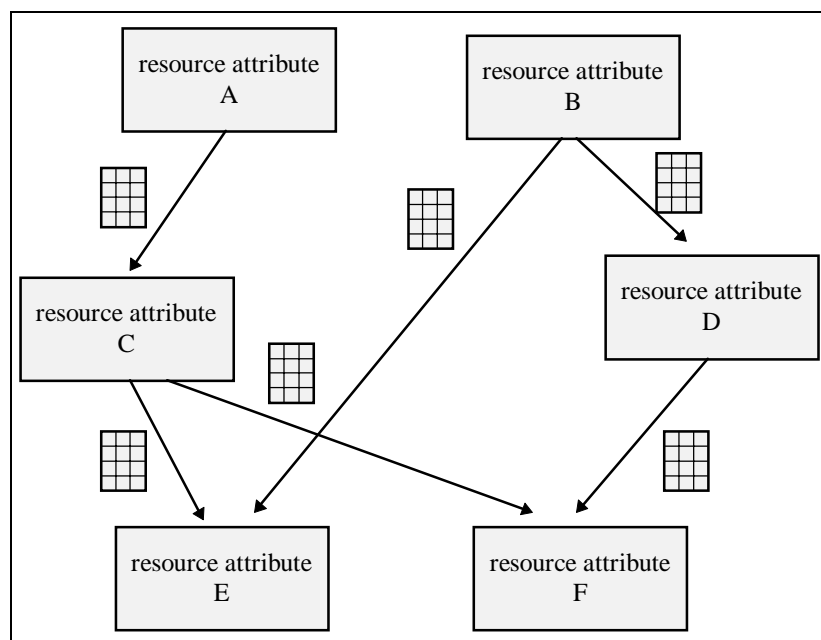 resource attribute
A
resource attribute
B
resource attribute
C
resource attribute
D
resource attribute
E
resource attribute
F